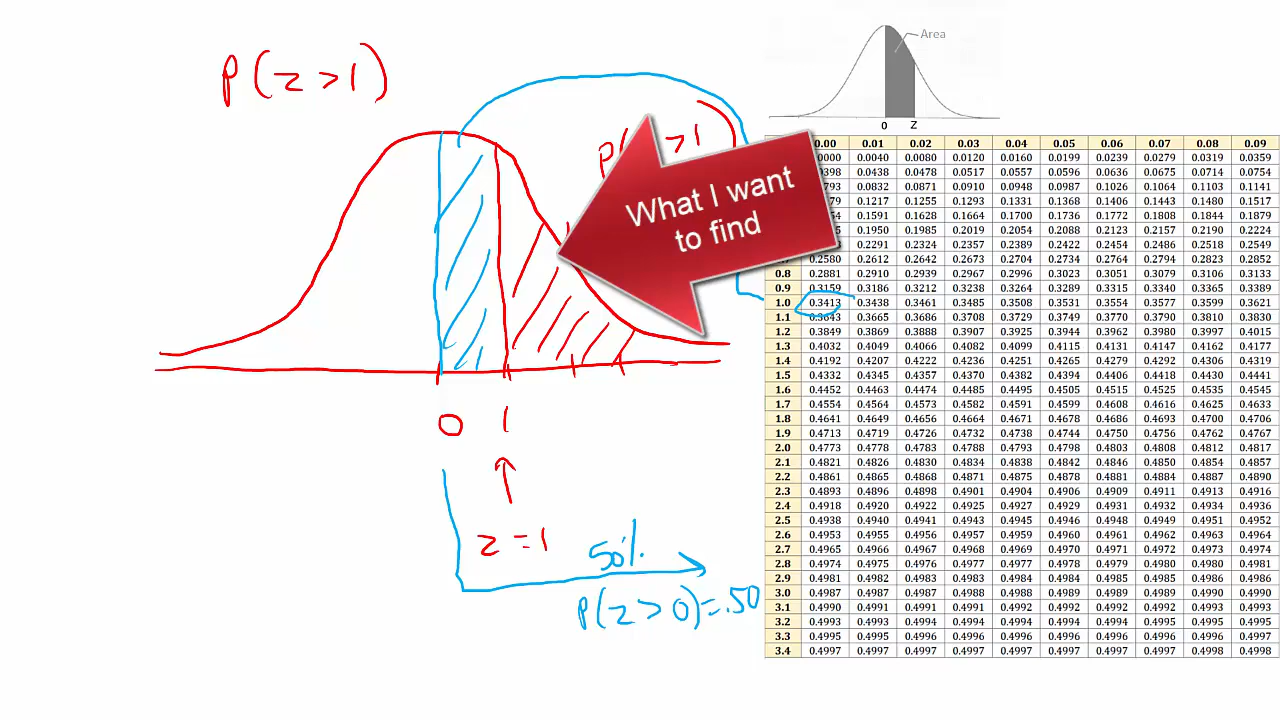 P(z>1)
Area
0 Z
>1
What I want
to find
0.00 0.01 0.02 0.03 0.04 0.05 0.06 0.07 0.08 0.09
0.0040 0.0080 0.0120 0.0160 0.0199 0.0239 0.0279 0.0319 0.0359
0.0438 0.0478 0.0517 0.0557 0.0596 0.0636 0.0675 0.0714 0.0754
0.0832 0.0871 0.0910 0.0948 0.0987 0.1026 0.1064 0.1103 0.1141
0.1217 0.1255 0.1293 0.1331 0.1368 0.1406 0.1443 0.1480 0.1517
0.1591 0.1628 0.1664 0.1700 0.1736 0.1772 0.1808 0.1844 0.1879
0.1950 0.1985 0.2019 0.2054 0.2088 0.2123 0.2157 0.2190 0.2224
0.2291 0.2324 0.2357 0.2389 0.2422 0.2454 0.2486 0.2518 0.2549
0.2580 0.2612 0.2642 0.2673 0.2704 0.2734 0.2764 0.2794 0.2823 0.2852
0.8 0.2881 0.2910 0.2939 0.2967 0.2996 0.3023 0.3051 0.3079 0.3106 0.3133
0.9 0.3159 0.3186 0.3212 0.3238 0.3264 0.3289 0.3315 0.3340 0.3365 0.3389
1.0 0.3413 0.3438 0.3461 0.3485 0.3508 0.3531 0.3554 0.3577 0.3599 0.3621
1.1 0.3643 0.3665 0.3686 0.3708 0.3729 0.3749 0.3770 0.3790 0.3810 0.3830
1.2 0.3849 0.3869 0.3888 0.3907 0.3925 0.3944 0.3962 0.3980 0.3997 0.4015
1.3 0.4032 0.4049 0.4066 0.4082 0.4099 0.4115 0.4131 0.4147 0.4162 0.4177
1.4 0.4192 0.4207 0.4222 0.4236 0.4251 0.4265 0.4279 0.4292 0.4306 0.4319
1.5 0.4332 0.4345 0.4357 0.4370 0.4382 0.4394 0.4406 0.4418 0.4430 0.4441
1.6 0.4452 0.4463 0.4474 0.4485 0.4495 0.4505 0.4515 0.4525 0.4535 0.4545
1.7 0.4554 0.4564 0.4573 0.4582 0.4591 0.4599 0.4608 0.4616 0.4625 0.4633
1.8 0.4641 0.4649 0.4656 0.4664 0.4671 0.4678 0.4686 0.4693 0.4700 0.4706
1.9 0.4713 0.4719 0.4726 0.4732 0.4738 0.4744 0.4750 0.4756 0.4762 0.4767
2.0 0.4773 0.4778 0.4783 0.4788 0.4793 0.4798 0.4803 0.4808 0.4812 0.4817
2.1 0.4821 0.4826 0.4830 0.4834 0.4838 0.4842 0.4846 0.4850 0.4854 0.4857
2.2 0.4861 0.4865 0.4868 0.4871 0.4875 0.4878 0.4881 0.4884 0.4887 0.4890
2.3 0.4893 0.4896 0.4898 0.4901 0.4904 0.4906 0.4909 0.4911 0.4913 0.4916
2.4 0.4918 0.4920 0.4922 0.4925 0.4927 0.4929 0.4931 0.4932 0.4934 0.4936
2.5 0.4938 0.4940 0.4941 0.4943 0.4945 0.4946 0.4948 0.4949 0.4951 0.4952
2.6 0.4953 0.4955 0.4956 0.4957 0.4959 0.4960 0.4961 0.4962 0.4963 0.4964
2.7 0.4965 0.4966 0.4967 0.4968 0.4969 0.4970 0.4971 0.4972 0.4973 0.4974
2.8 0.4974 0.4975 0.4976 0.4977 0.4977 0.4978 0.4979 0.4980 0.4980 0.4981
2.9 0.4981 0.4982 0.4983 0.4983 0.4984 0.4984 0.4985 0.4985 0.4986 0.4986
3.0 0.4987 0.4987 0.4987 0.4988 0.4988 0.4989 0.4989 0.4989 0.4990 0.4990
3.1 0.4990 0.4991 0.4991 0.4991 0.4992 0.4992 0.4992 0.4992 0.4993 0.4993
3.2 0.4993 0.4993 0.4994 0.4994 0.4994 0.4994 0.4994 0.4995 0.4995 0.4995
3.3 0.4995 0.4995 0.4996 0.4996 0.4996 0.4996 0.4996 0.4996 0.4996 0.4997
3.4 0.4997 0.4997 0.4997 0.4997 0.4997 0.4997 0.4997 0.4997 0.4998 0.4998
0 1
z=1
50%
P(z>0)=.50